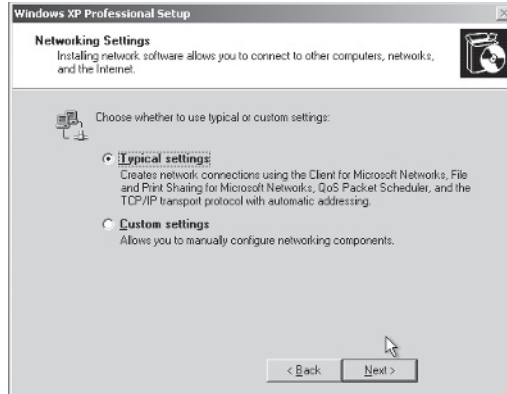 Windows XP Professional Setup
Networking Settings
Installing network software allows you to connect to other computers, networks,
and the Internet.
Choose whether to use typical or custom settings:
Typical settings
Creates network connections using the Client for Microsoft Networks, File
and Print Sharing for Microsoft Networks, QoS Packet Scheduler, and the
TCP/IP transport protocol with automatic addressing.
Custom settings
Allows you to manually configure networking components.
< Back
Next >